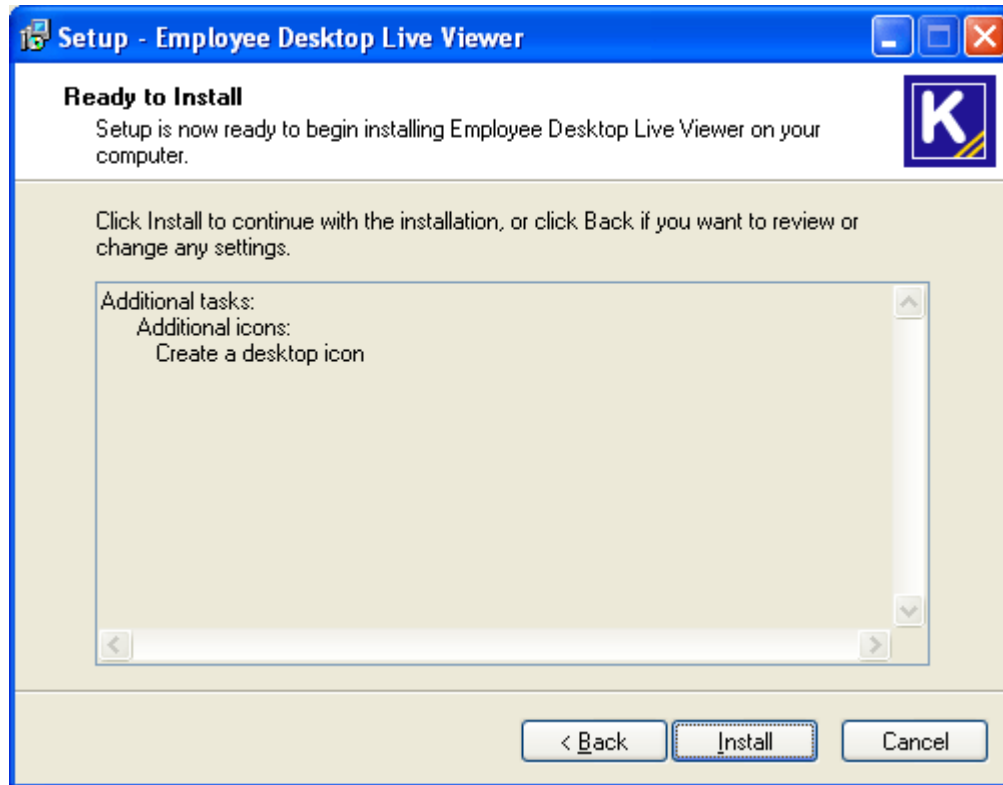 Setup - Employee Desktop Live Viewer
Ready to Install
Setup is now ready to begin installing Employee Desktop Live Viewer on your
computer.
K
Click Install to continue with the installation, or click Back if you want to review or
change any settings.
Additional tasks:
Additional icons:
Create a desktop icon
< Back
Install
Cancel